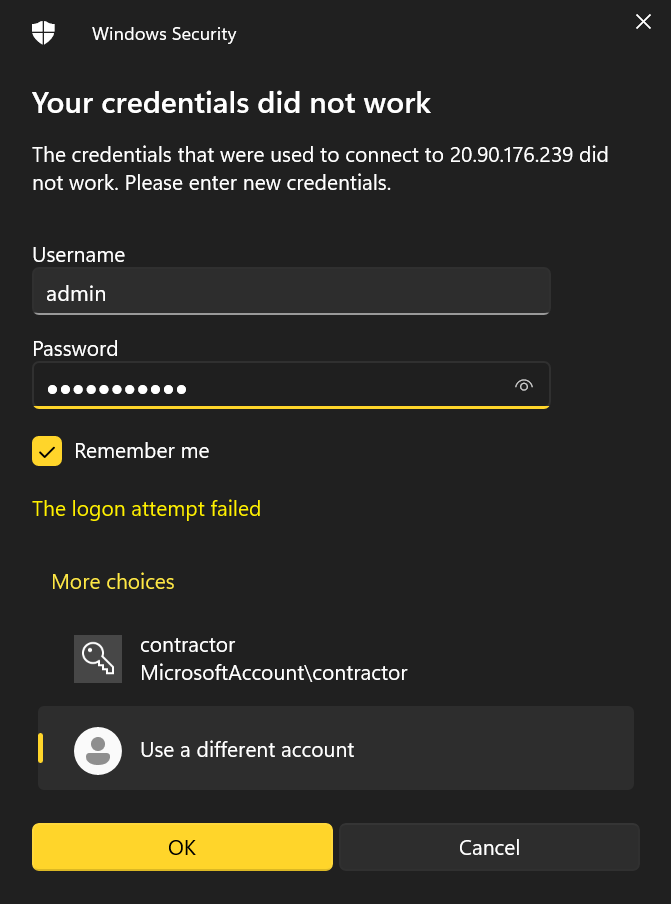 Windows Security
Your credentials did not work
The credentials that were used to connect to 20.90.176.239 did
not work. Please enter new credentials.
Username
admin
Password
●●●●●●●●●●●
Remember me
The logon attempt failed
More choices
contractor
MicrosoftAccount\contractor
Use a different account
OK
Cancel